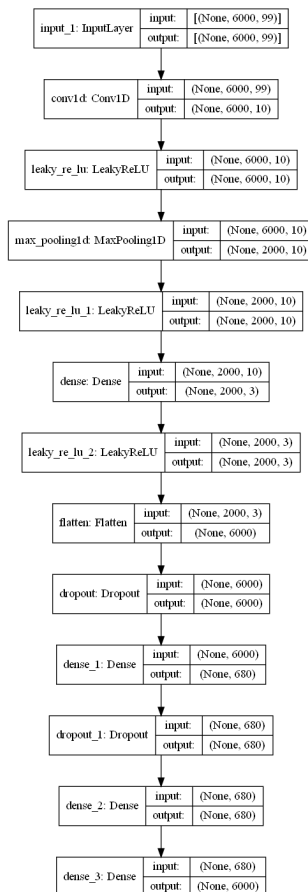 input_1: InputLayer input: [(None, 6000, 99)]
output: [(None, 6000, 99)]
conv1d: Conv1D input: (None, 6000, 99)
output: (None, 6000, 10)
leaky_re_lu: LeakyReLU input: (None, 6000, 10)
output: (None, 6000, 10)
max_pooling1d: MaxPooling1D input: (None, 6000, 10)
output: (None, 2000, 10)
leaky_re_lu_1: LeakyReLU input: (None, 2000, 10)
output: (None, 2000, 10)
dense: Dense input: (None, 2000, 10)
output: (None, 2000, 3)
leaky_re_lu_2: LeakyReLU input: (None, 2000, 3)
output: (None, 2000, 3)
flatten: Flatten input: (None, 2000, 3)
output: (None, 6000)
dropout: Dropout input: (None, 6000)
output: (None, 6000)
dense_1: Dense input: (None, 6000)
output: (None, 680)
dropout_1: Dropout input: (None, 680)
output: (None, 680)
dense_2: Dense input: (None, 680)
output: (None, 680)
dense_3: Dense input: (None, 680)
output: (None, 6000)